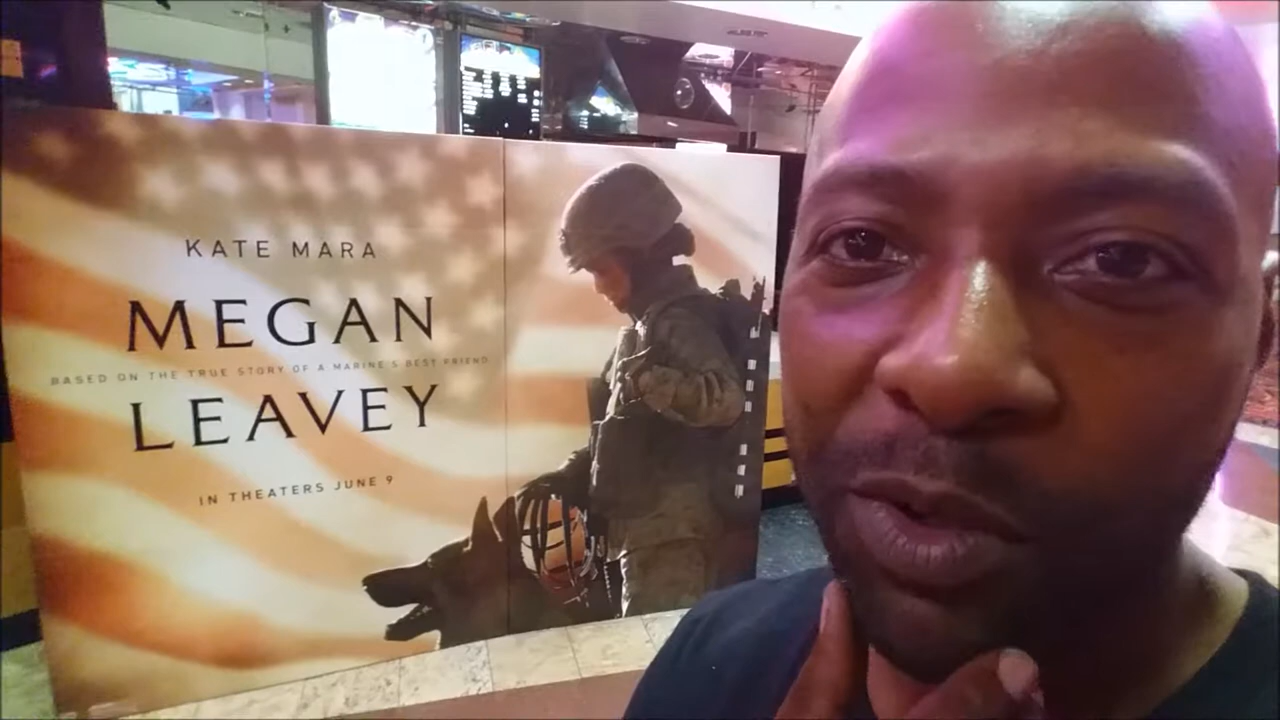 KATE MARA
MEGAN
BASED ON THE TRUE STORY OF A MARINE'S BEST FRIEND
LEAVEY
IN THEATERS JUNE 9